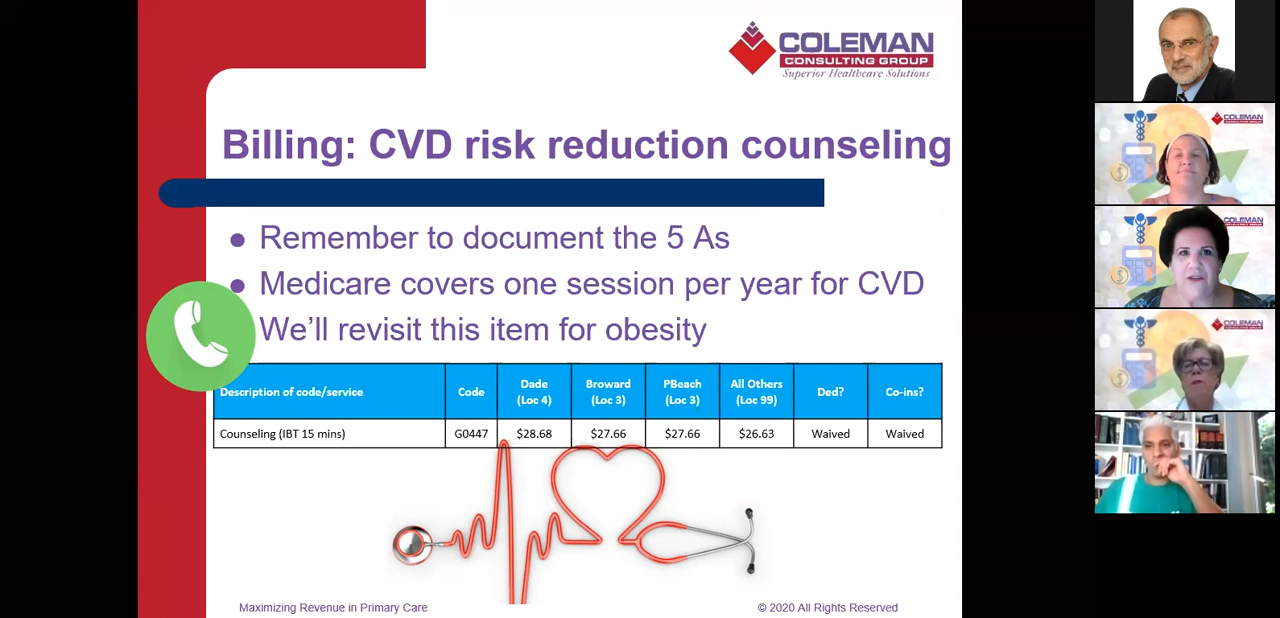 COLEMAN
CONSULTING GROUP
Superior Healthcare Solutions
Billing: CVD risk reduction counseling
Remember to document the 5 As
Medicare covers one session per year for CVD
We'll revisit this item for obesity
Description of code/service Code Dade (Loc 4) Broward (Loc 3) PBeach (Loc 3) All Others (Loc 99) Ded? Co-ins?
Counseling (IBT 15 mins) G0447 $28.68 $27.66 $27.66 $26.63 Waived Waived
Maximizing Revenue in Primary Care
© 2020 All Rights Reserved
COLEMAN
COLEMAN
COLEMAN